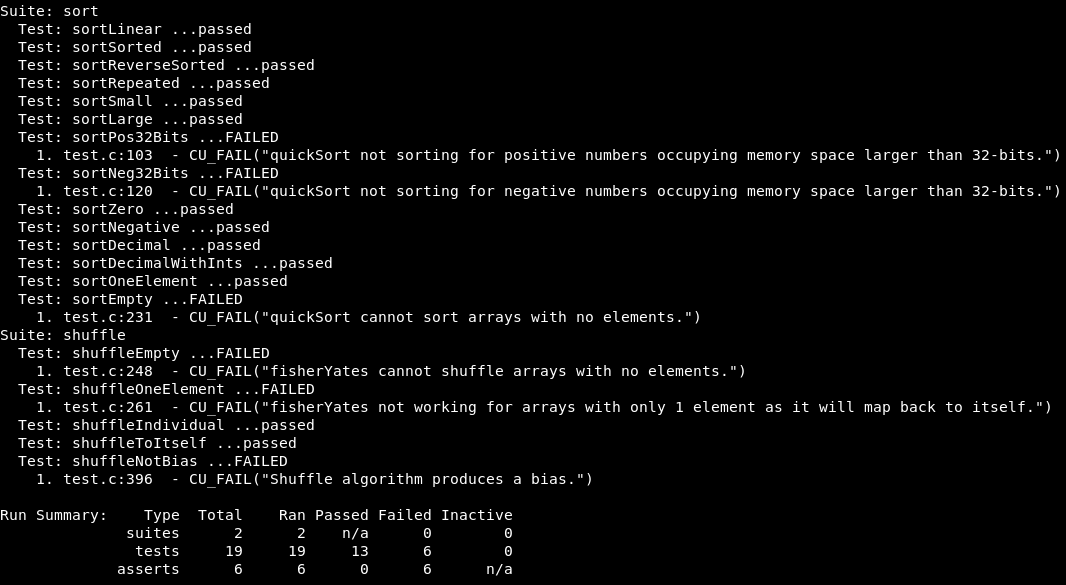 Suite: sort
  Test: sortLinear ...passed
  Test: sortSorted ...passed
  Test: sortReverseSorted ...passed
  Test: sortRepeated ...passed
  Test: sortSmall ...passed
  Test: sortLarge ...passed
  Test: sortPos32Bits ...FAILED
    1. test.c:103  - CU_FAIL("quickSort not sorting for positive numbers occupying memory space larger than 32-bits.")
  Test: sortNeg32Bits ...FAILED
    1. test.c:120  - CU_FAIL("quickSort not sorting for negative numbers occupying memory space larger than 32-bits.")
  Test: sortZero ...passed
  Test: sortNegative ...passed
  Test: sortDecimal ...passed
  Test: sortDecimalWithInts ...passed
  Test: sortOneElement ...passed
  Test: sortEmpty ...FAILED
    1. test.c:231  - CU_FAIL("quickSort cannot sort arrays with no elements.")
Suite: shuffle
  Test: shuffleEmpty ...FAILED
    1. test.c:248  - CU_FAIL("fisherYates cannot shuffle arrays with no elements.")
  Test: shuffleOneElement ...FAILED
    1. test.c:261  - CU_FAIL("fisherYates not working for arrays with only 1 element as it will map back to itself.")
  Test: shuffleIndividual ...passed
  Test: shuffleToItself ...passed
  Test: shuffleNotBias ...FAILED
    1. test.c:396  - CU_FAIL("Shuffle algorithm produces a bias.")

Run Summary:    Type  Total    Ran Passed Failed Inactive
              suites      2      2    n/a      0        0
               tests     19     19     13      6        0
             asserts      6      6      0      6      n/a